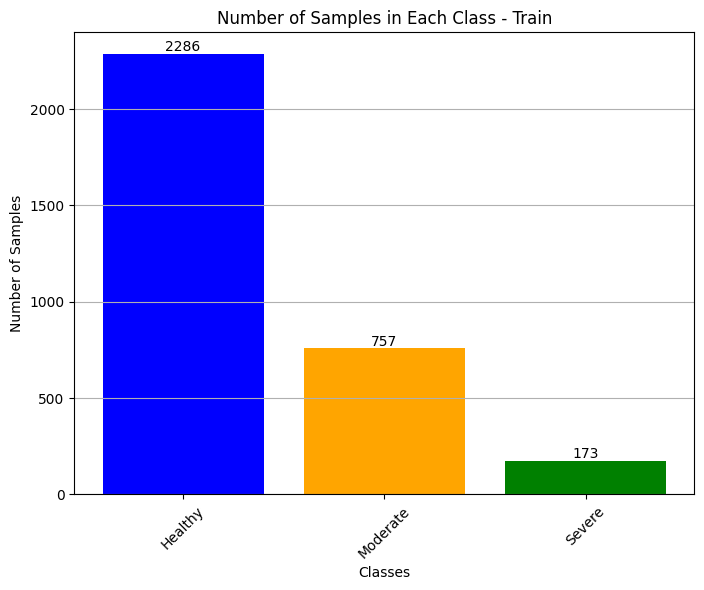 Number of Samples in Each Class - Train
2286
757
173
2000
1500
1000
500
0
Number of Samples
Healthy
Moderate
Severe
Classes